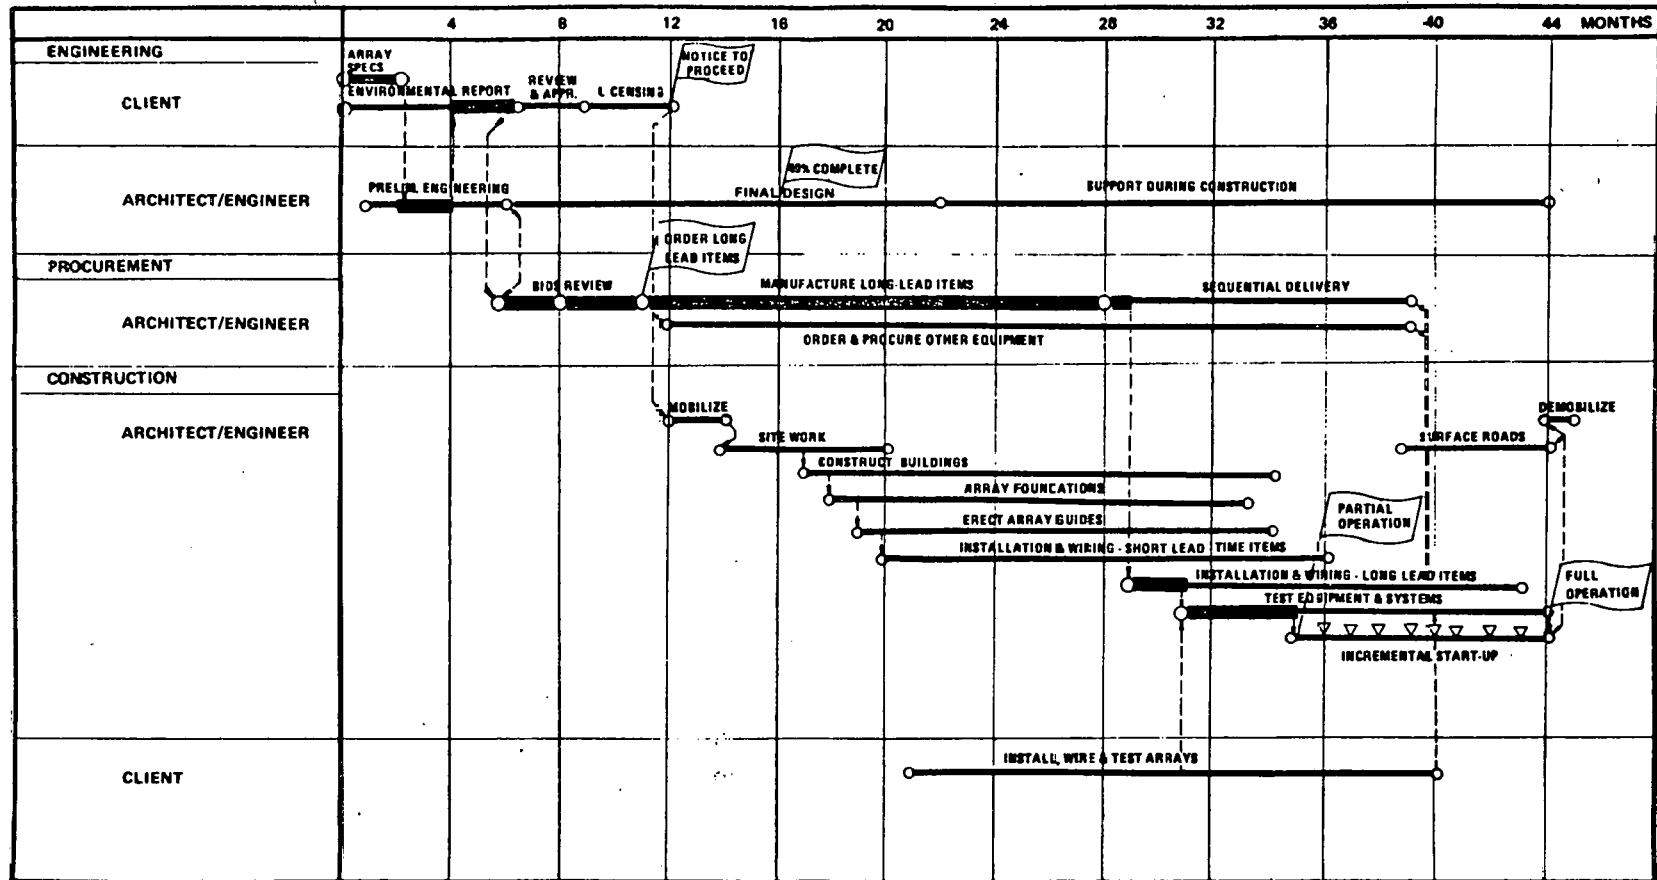 4 8 12 16 20 24 28 32 36 40 44 MONTHS
ENGINEERING
ARRAY
SPECS
NOTICE TO
PROCEED
CLIENT
ENVIRONMENTAL REPORT
REVIEW
& APPR.
L CENSING
ARCHITECT/ENGINEER
PRELIM. ENGINEERING
COMPLETE
FINAL DESIGN
SUPPORT DURING CONSTRUCTION
PROCUREMENT
ORDER LONG
LEAD ITEMS
ARCHITECT/ENGINEER
BIDS REVIEW
MANUFACTURE LONG-LEAD ITEMS
SEQUENTIAL DELIVERY
ORDER & PROCURE OTHER EQUIPMENT
CONSTRUCTION
ARCHITECT/ENGINEER
MOBILIZE
DEMOBILIZE
SITE WORK
SURFACE ROADS
CONSTRUCT BUILDINGS
ARRAY FOUNDATIONS
PARTIAL
OPERATION
ERECT ARRAY GUIDES
INSTALLATION & WIRING - SHORT LEAD TIME ITEMS
INSTALLATION & WIRING - LONG LEAD ITEMS
FULL
OPERATION
TEST EQUIPMENT & SYSTEMS
INCREMENTAL START-UP
CLIENT
INSTALL, WIRE & TEST ARRAYS